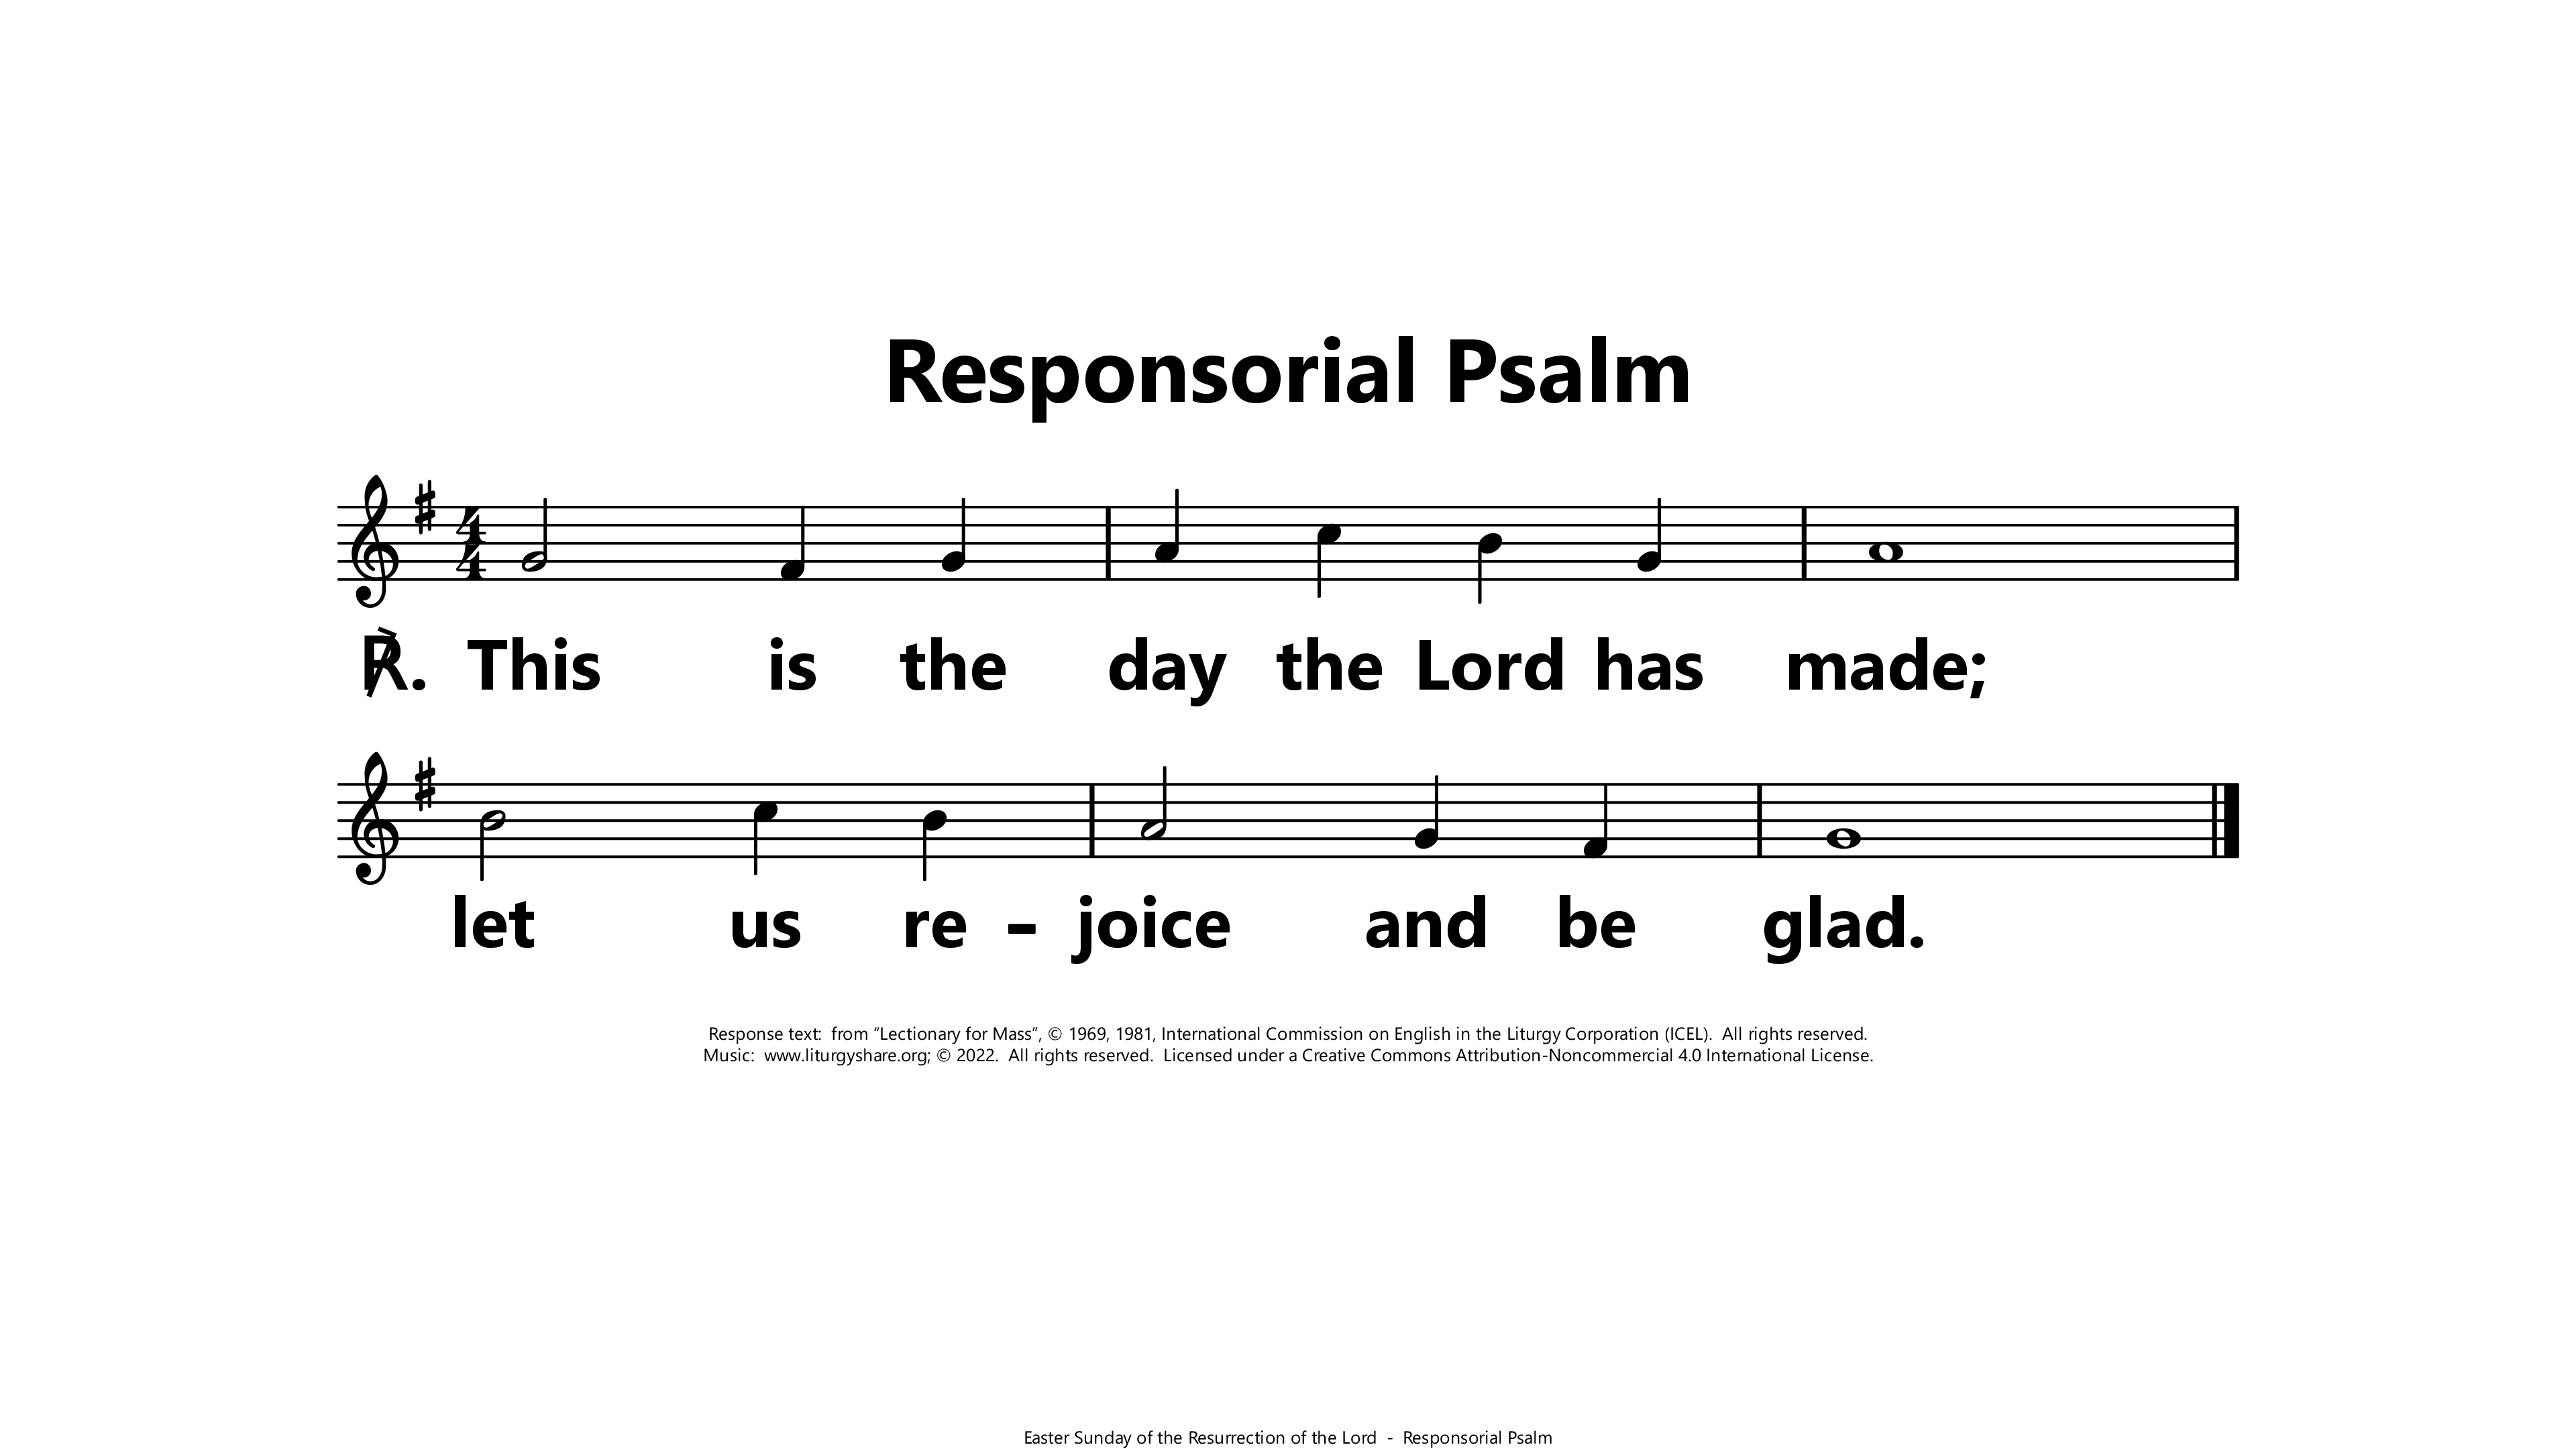 Responsorial Psalm
℟. This is the day the Lord has made;
let us re - joice and be glad.
Response text:  from “Lectionary for Mass”, © 1969, 1981, International Commission on English in the Liturgy Corporation (ICEL).  All rights reserved.
Music:  www.liturgyshare.org; © 2022.  All rights reserved.  Licensed under a Creative Commons Attribution-Noncommercial 4.0 International License.
Easter Sunday of the Resurrection of the Lord  -  Responsorial Psalm